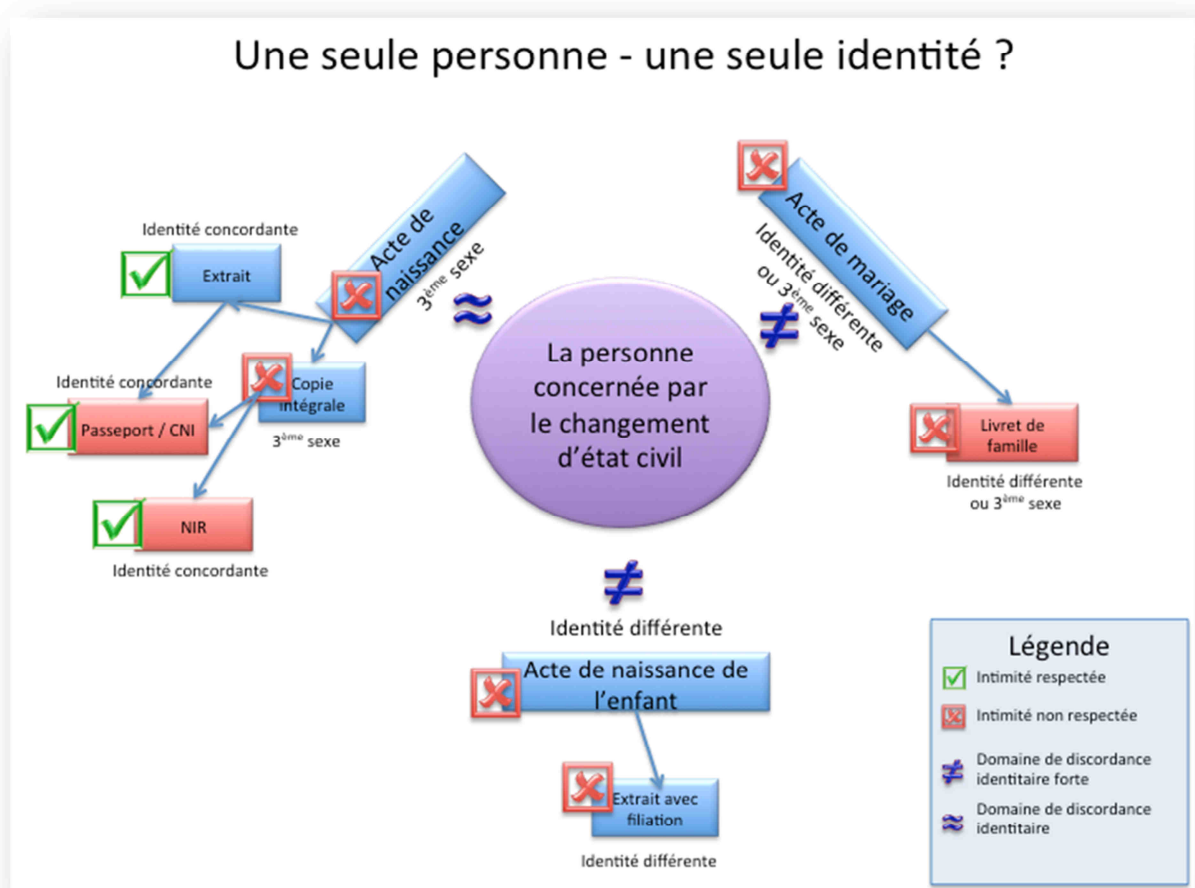 Une seule personne - une seule identité ?
Identité concordante
Extrait
Acte de
naissance
3ème sexe
Identité concordante
Passeport / CNI
Copie
intégrale
3ème sexe
NIR
Identité concordante
La personne
concernée par
le changement
d’état civil
Acte de mariage
Identité différente
ou 3ème sexe
Livret de
famille
Identité différente
ou 3ème sexe
Identité différente
Acte de naissance de
l’enfant
Extrait avec
filiation
Identité différente
Légende
Intimité respectée
Intimité non respectée
Domaine de discordance
identitaire forte
Domaine de discordance
identitaire